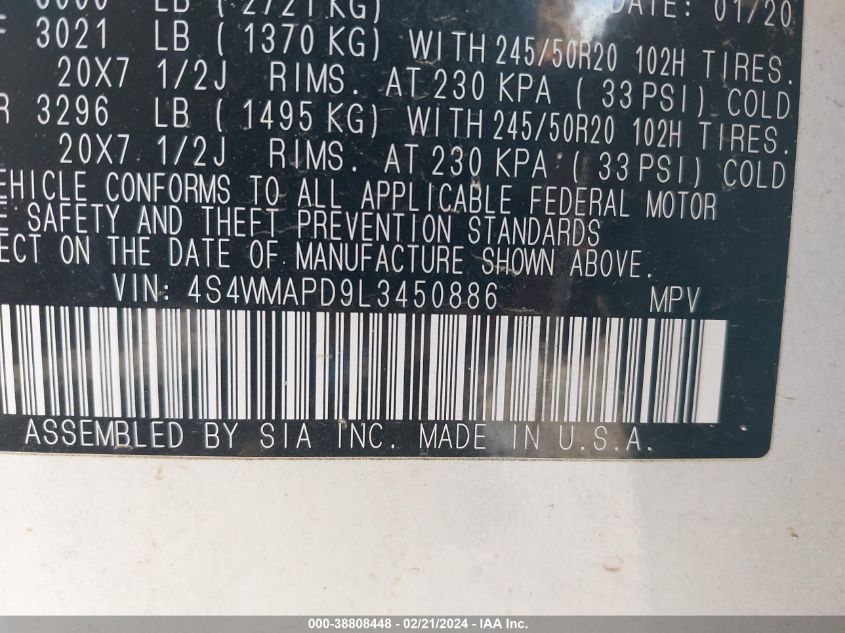 LB (2721 KG) DATE: 01/20
3021 LB ( 1370 KG) WITH 245/50R20 102H TIRES.
20X7 1/2J RIMS. AT 230 KPA ( 33 PSI) COLD
R 3296 LB ( 1495 KG) WITH 245/50R20 102H TIRES.
20X7 1/2J RIMS. AT 230 KPA ( 33 PSI) COLD
EHICLE CONFORMS TO ALL APPLICABLE FEDERAL MOTOR
E SAFETY AND THEFT PREVENTION STANDARDS
ECT ON THE DATE OF MANUFACTURE SHOWN ABOVE.
VIN: 4S4WMAPD9L3450886 MPV
ASSEMBLED BY SIA INC. MADE IN U.S.A.
000-38808448 - 02/21/2024 - IAA Inc.